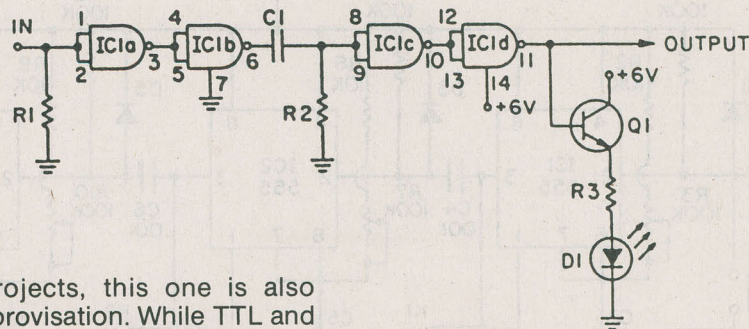 IN
1
2
IC1a
3
4
5
IC1b
6
7
C1
R1
R2
8
9
IC1c
10
12
13
IC1d
11
14
+6V
OUTPUT
+6V
Q1
R3
D1
rojects, this one is also
provisation. While TTL and